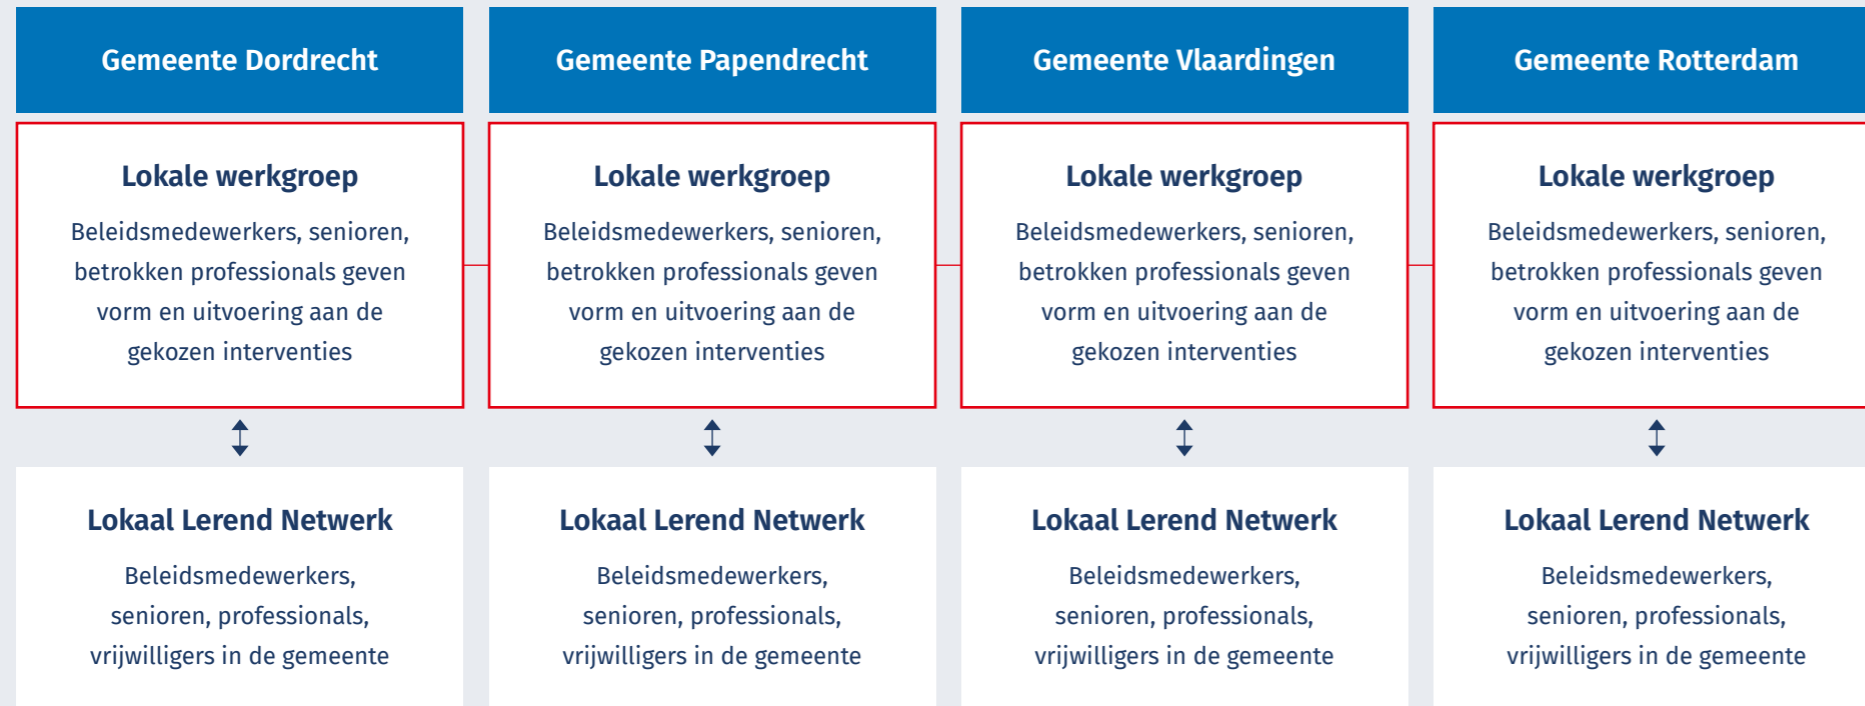 Gemeente Dordrecht
Lokale werkgroep
Beleidsmedewerkers, senioren,
betrokken professionals geven
vorm en uitvoering aan de
gekozen interventies
Lokaal Lerend Netwerk
Beleidsmedewerkers,
senioren, professionals,
vrijwilligers in de gemeente
Gemeente Papendrecht
Lokale werkgroep
Beleidsmedewerkers, senioren,
betrokken professionals geven
vorm en uitvoering aan de
gekozen interventies
Lokaal Lerend Netwerk
Beleidsmedewerkers,
senioren, professionals,
vrijwilligers in de gemeente
Gemeente Vlaardingen
Lokale werkgroep
Beleidsmedewerkers, senioren,
betrokken professionals geven
vorm en uitvoering aan de
gekozen interventies
Lokaal Lerend Netwerk
Beleidsmedewerkers,
senioren, professionals,
vrijwilligers in de gemeente
Gemeente Rotterdam
Lokale werkgroep
Beleidsmedewerkers, senioren,
betrokken professionals geven
vorm en uitvoering aan de
gekozen interventies
Lokaal Lerend Netwerk
Beleidsmedewerkers,
senioren, professionals,
vrijwilligers in de gemeente